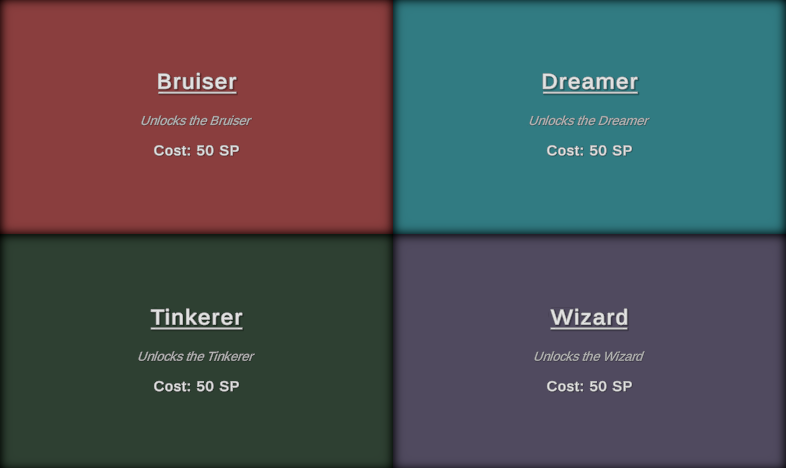 Bruiser
Unlocks the Bruiser
Cost: 50 SP
Dreamer
Unlocks the Dreamer
Cost: 50 SP
Tinkerer
Unlocks the Tinkerer
Cost: 50 SP
Wizard
Unlocks the Wizard
Cost: 50 SP